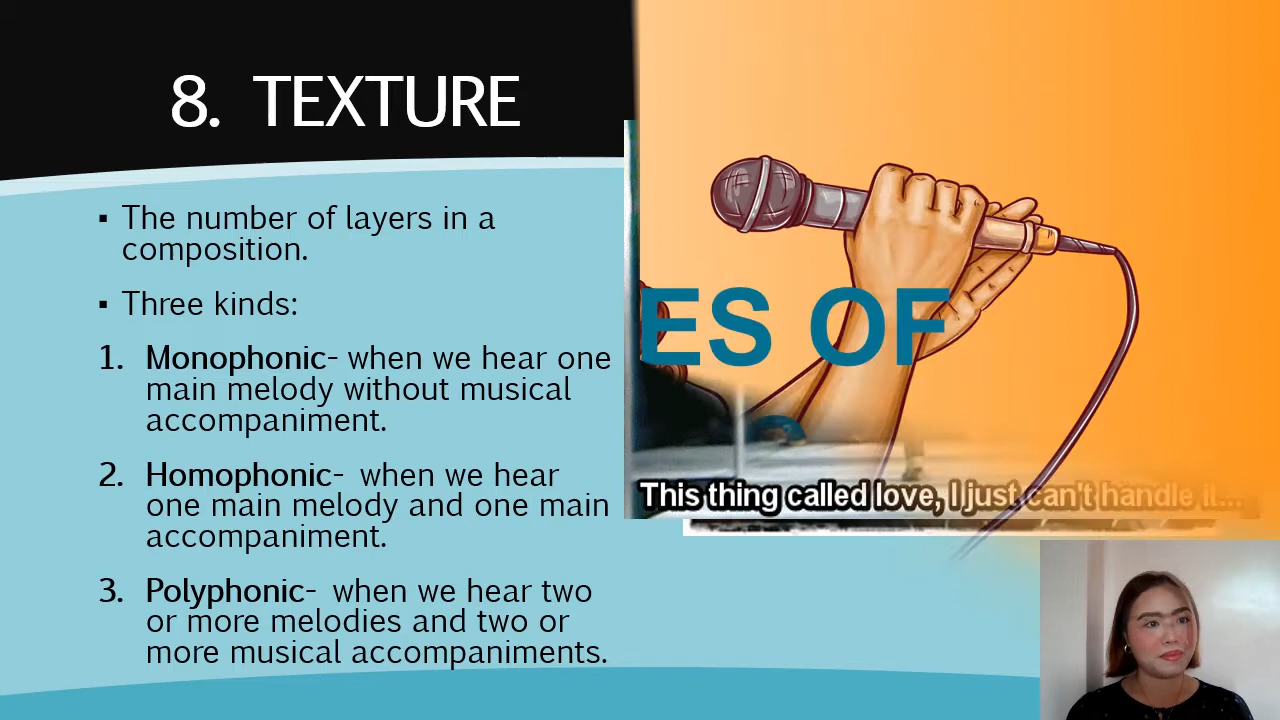 8. TEXTURE
▪ The number of layers in a
composition.
▪ Three kinds:
1. Monophonic- when we hear one
main melody without musical
accompaniment.
2. Homophonic- when we hear
one main melody and one main
accompaniment.
3. Polyphonic- when we hear two
or more melodies and two or
more musical accompaniments.
ES OF
This thing called love, I just can't handle it...